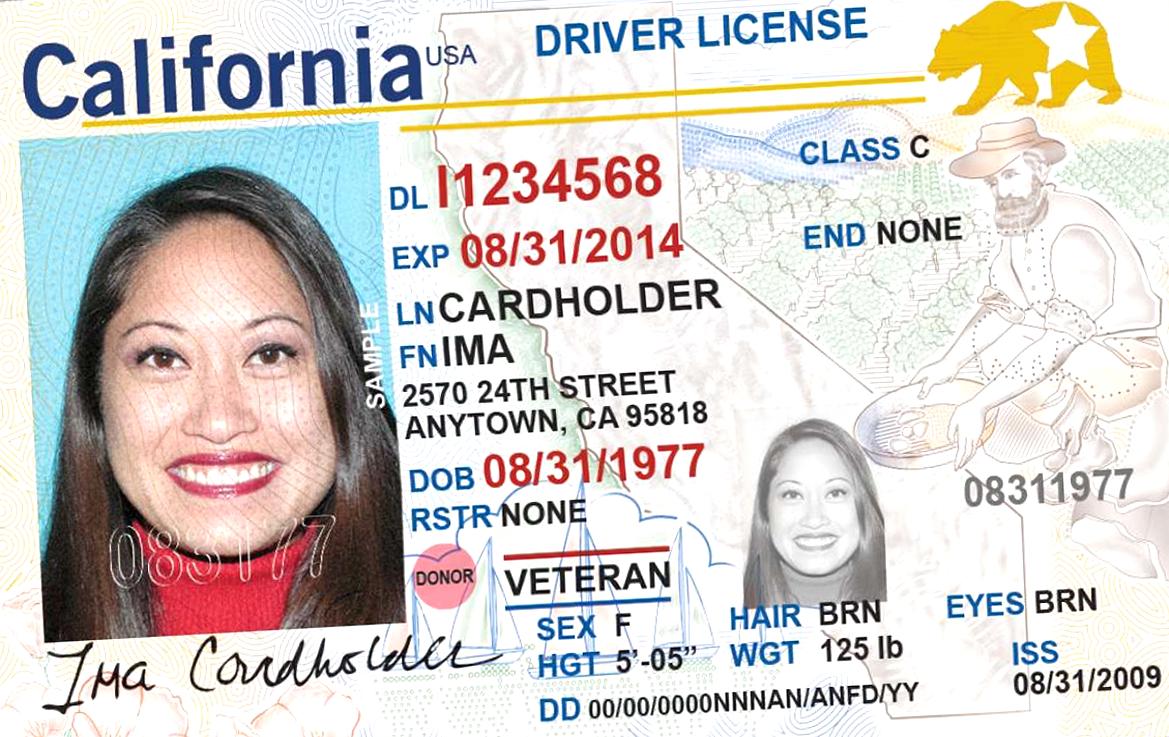 California USA DRIVER LICENSE
CLASS C
DL I1234568
EXP 08/31/2014
END NONE
LN CARDHOLDER
FN IMA
2570 24TH STREET
ANYTOWN, CA 95818
DOB 08/31/1977
RSTR NONE
08311977
SAMPLE
083177
DONOR
VETERAN
SEX F
HAIR BRN
EYES BRN
HGT 5'-05"
WGT 125 lb
ISS
08/31/2009
DD 00/00/0000NNNAN/ANFD/YY
Ima Cardholder